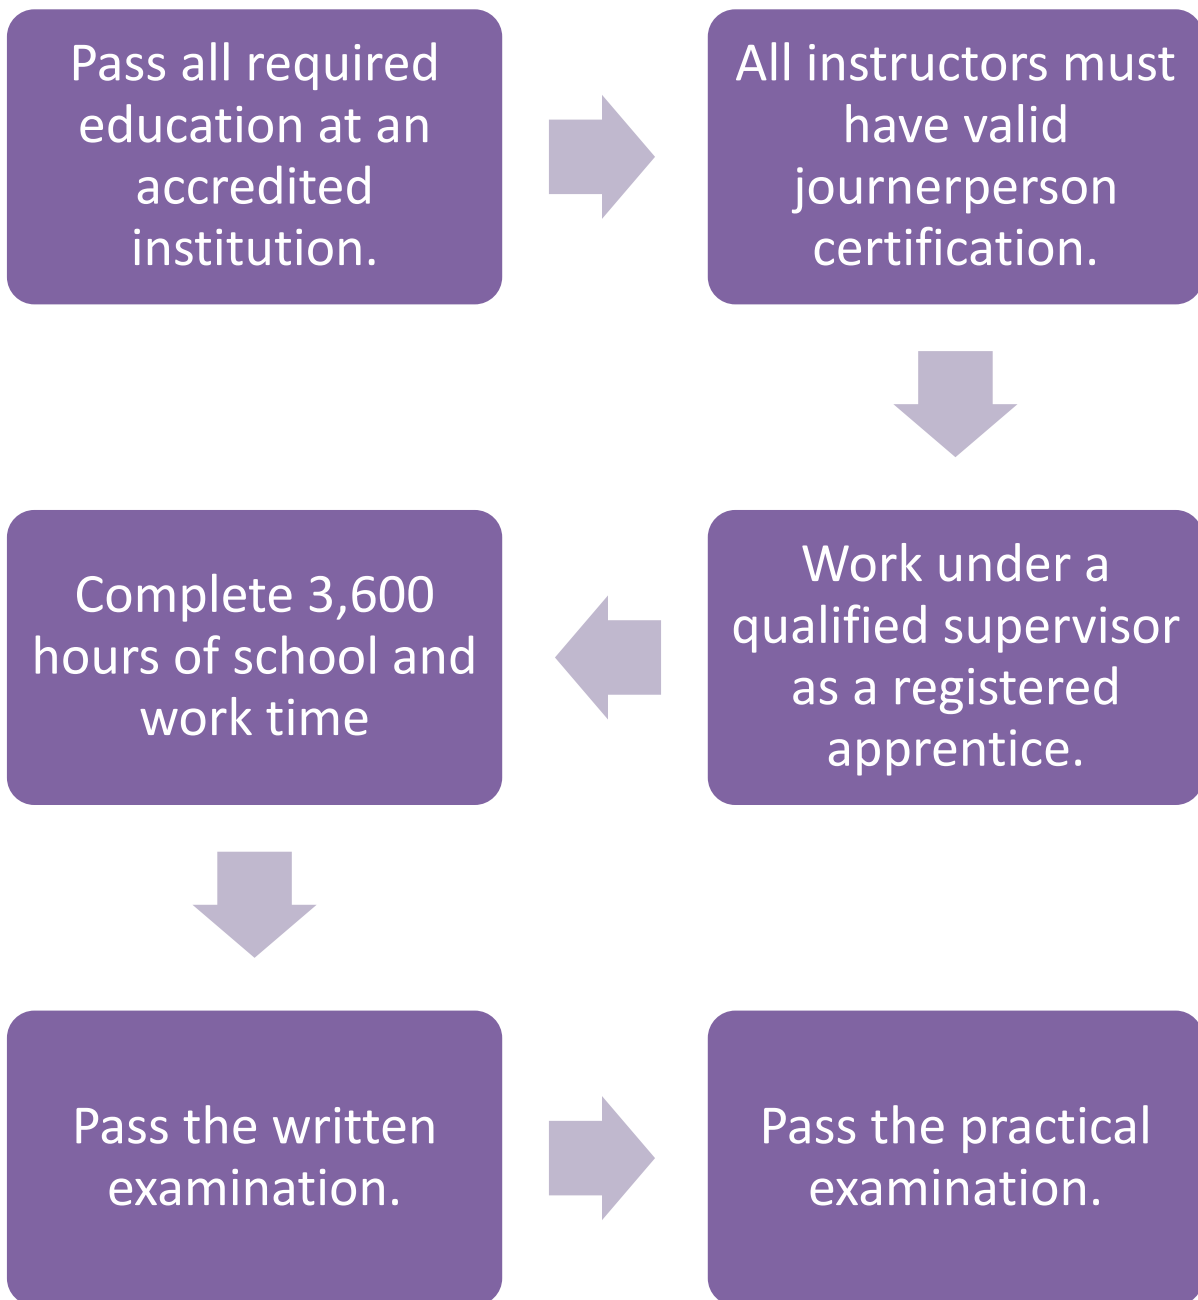 Pass all required
education at an
accredited
institution.
All instructors must
have valid
journerperson
certification.
Work under a
qualified supervisor
as a registered
apprentice.
Complete 3,600
hours of school and
work time
Pass the written
examination.
Pass the practical
examination.